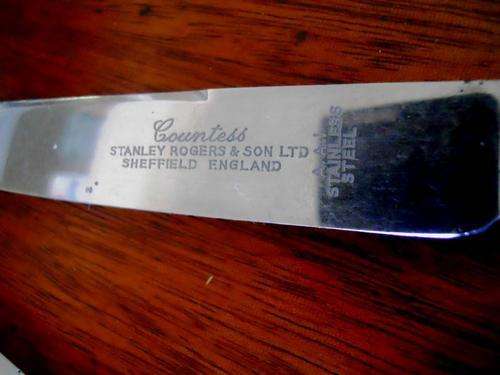 Countess
STANLEY ROGERS & SON LTD
SHEFFIELD ENGLAND
STAINLESS
STEEL